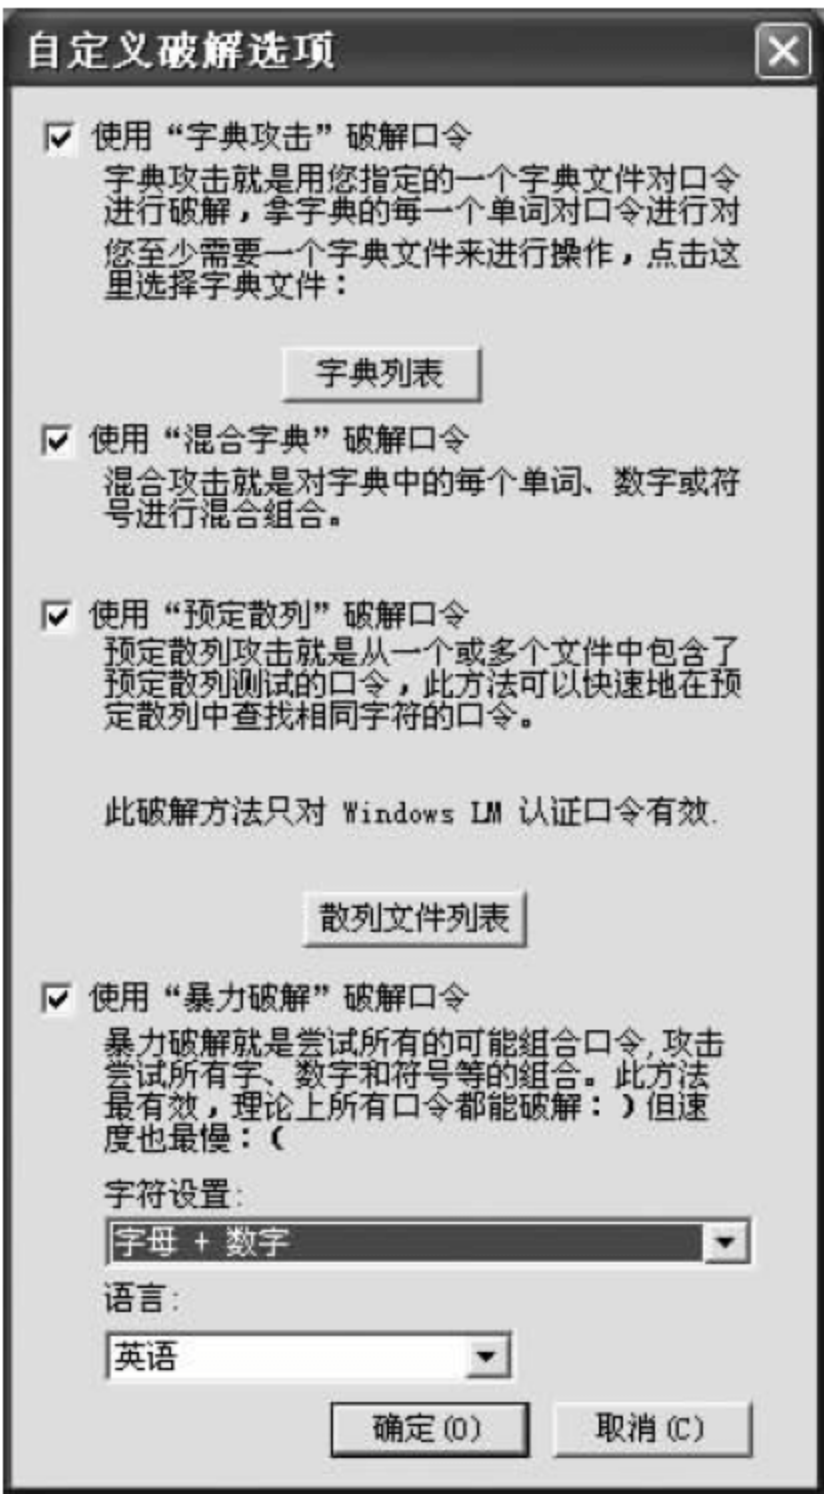 自定义破解选项
使用“字典攻击”破解口令
字典攻击就是用您指定的一个字典文件对口令
进行破解，拿字典的每一个单词对口令进行对
您至少需要一个字典文件来进行操作，点击这
里选择字典文件：
字典列表
使用“混合字典”破解口令
混合攻击就是对字典中的每个单词、数字或符
号进行混合组合。
使用“预定散列”破解口令
预定散列攻击就是从一个或多个文件中包含了
预定散列测试的口令，此方法可以快速地在预
定散列中查找相同字符的口令。
此破解方法只对 Windows LM 认证口令有效.
散列文件列表
使用“暴力破解”破解口令
暴力破解就是尝试所有的可能组合口令,攻击
尝试所有字、数字和符号等的组合。此方法
最有效，理论上所有口令都能破解：）但速
度也最慢：（
字符设置:
字母 + 数字
语言:
英语
确定(O) 取消(C)